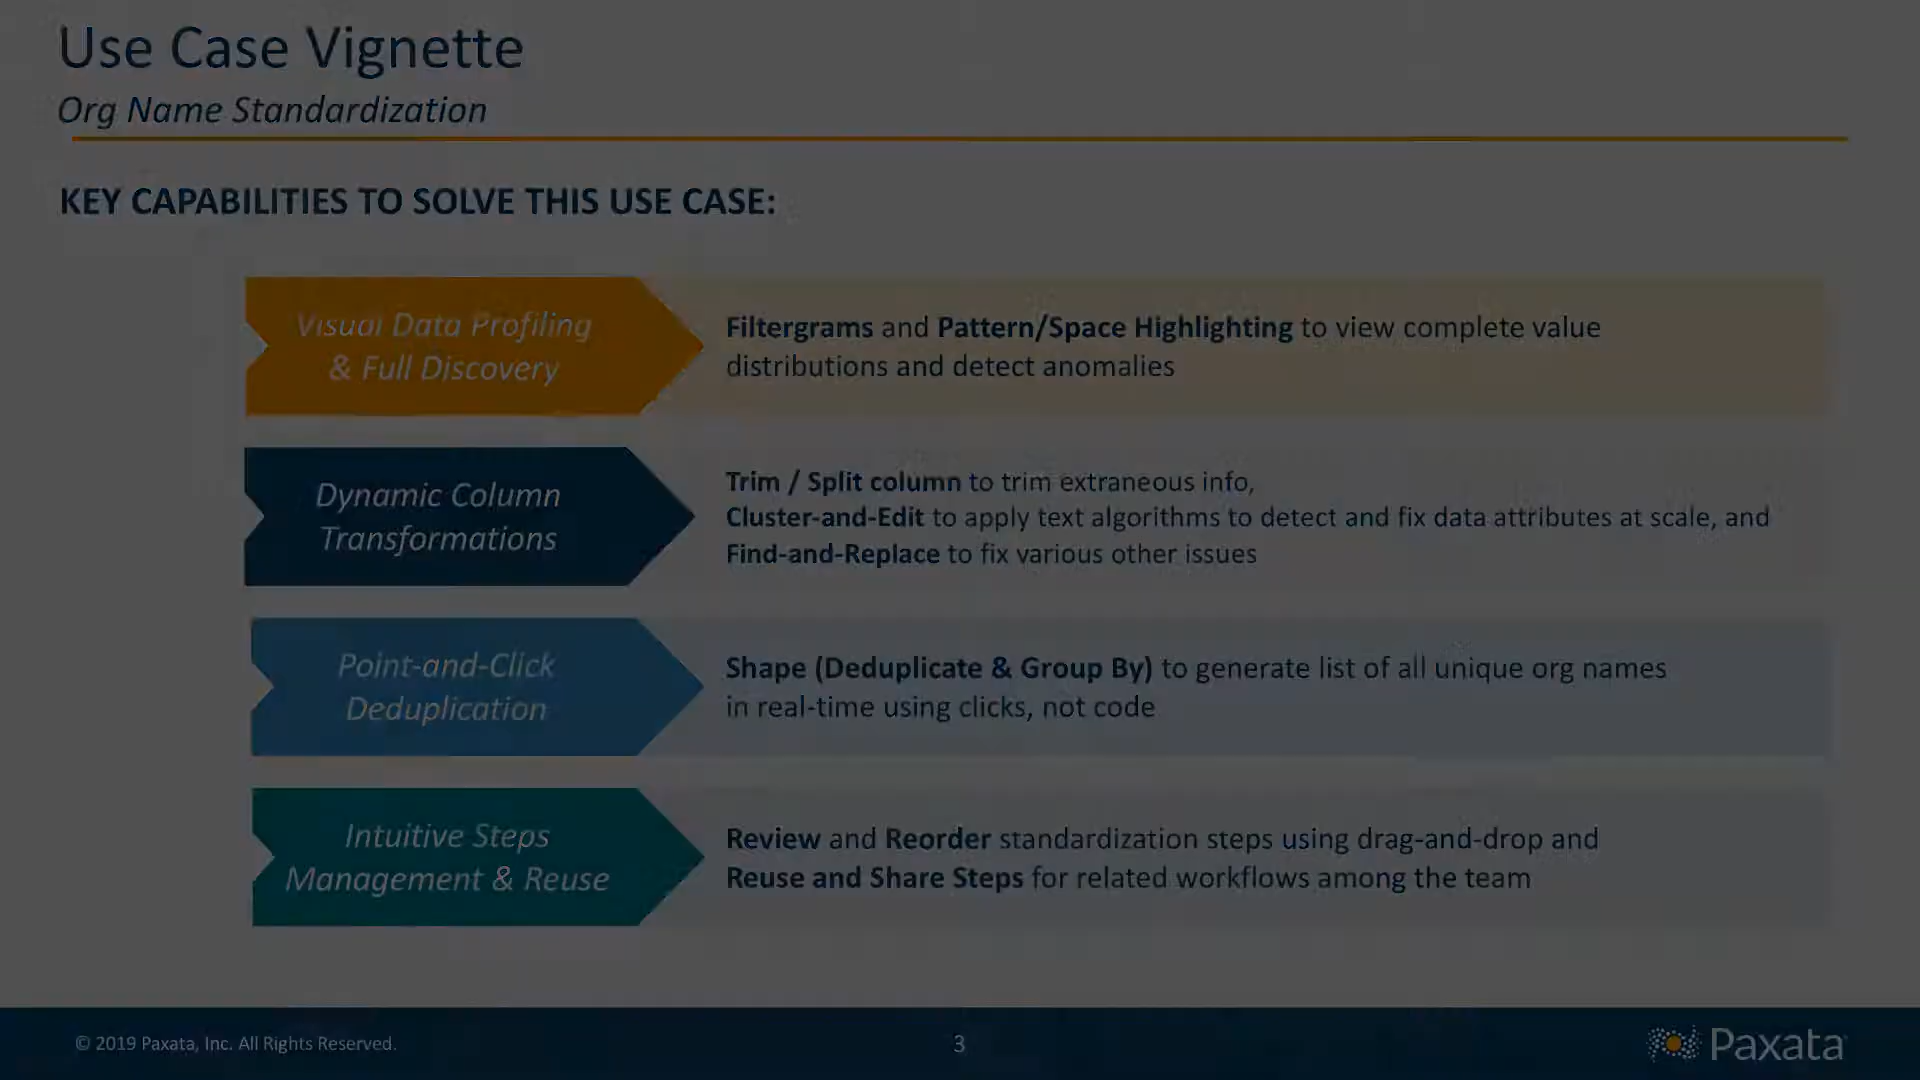 Use Case Vignette
Org Name Standardization
KEY CAPABILITIES TO SOLVE THIS USE CASE:
Visual Data Profiling
& Full Discovery
Filtergrams and Pattern/Space Highlighting to view complete value
distributions and detect anomalies
Dynamic Column
Transformations
Trim / Split column to trim extraneous info,
Cluster-and-Edit to apply text algorithms to detect and fix data attributes at scale, and
Find-and-Replace to fix various other issues
Point-and-Click
Deduplication
Shape (Deduplicate & Group By) to generate list of all unique org names
in real-time using clicks, not code
Intuitive Steps
Management & Reuse
Review and Reorder standardization steps using drag-and-drop and
Reuse and Share Steps for related workflows among the team
© 2019 Paxata, Inc. All Rights Reserved.
3
Paxata